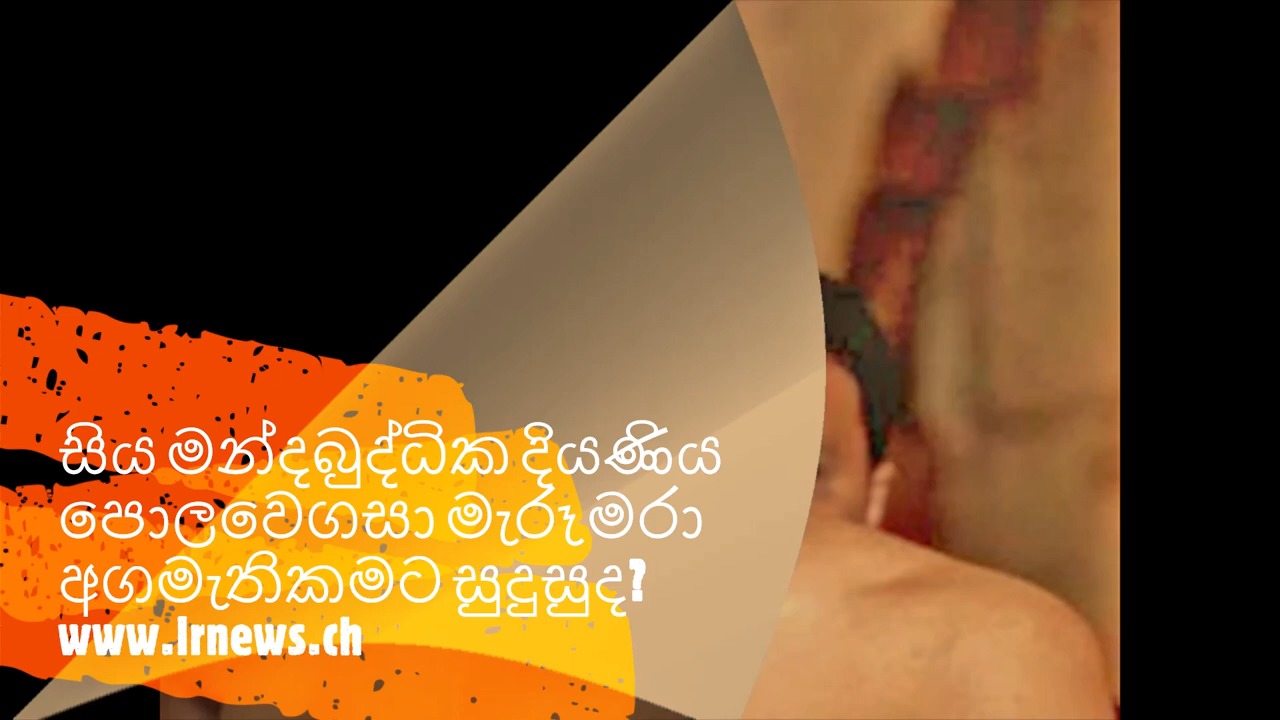 සිය මන්දබුද්ධික දියණිය
පොලවෙගසා මැරූ මරා
අගමැතිකමට සුදුසුද?
www.lrnews.ch